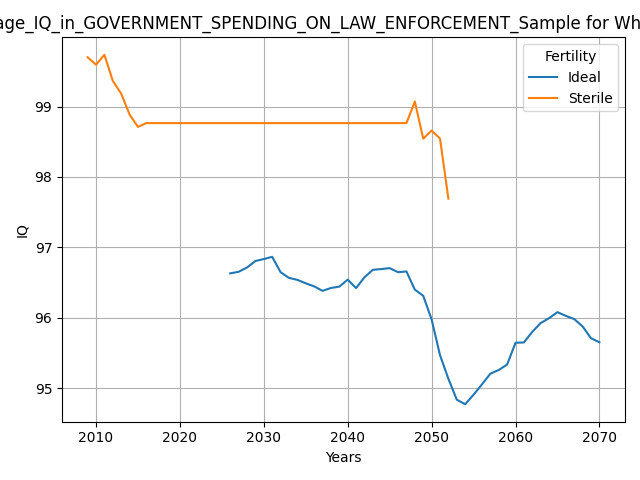 age_IQ_in_GOVERNMENT_SPENDING_ON_LAW_ENFORCEMENT_Sample for Wh
Fertility
Ideal
Sterile
IQ
99
98
97
96
95
2010 2020 2030 2040 2050 2060 2070
Years